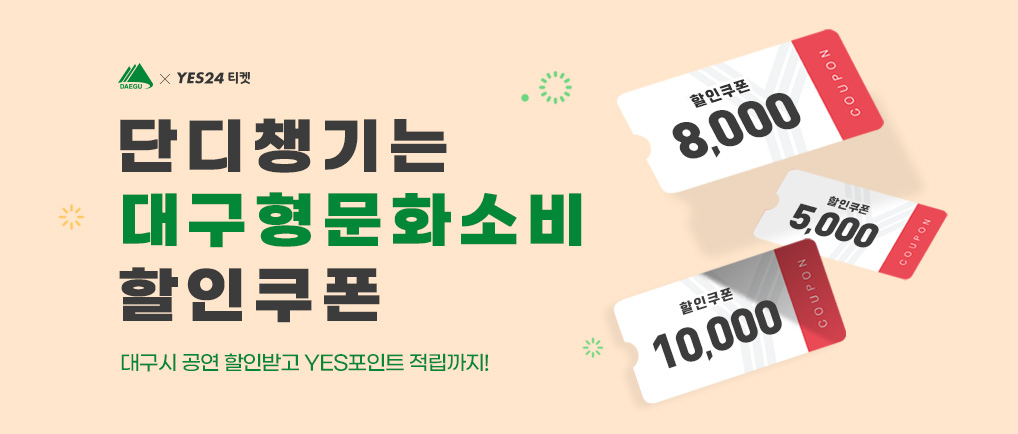 DAEGU × YES24 티켓
단디챙기는
대구형문화소비
할인쿠폰
대구시 공연 할인받고 YES포인트 적립까지!
할인쿠폰
8,000
COUPON
할인쿠폰
5,000
COUPON
할인쿠폰
10,000
COUPON